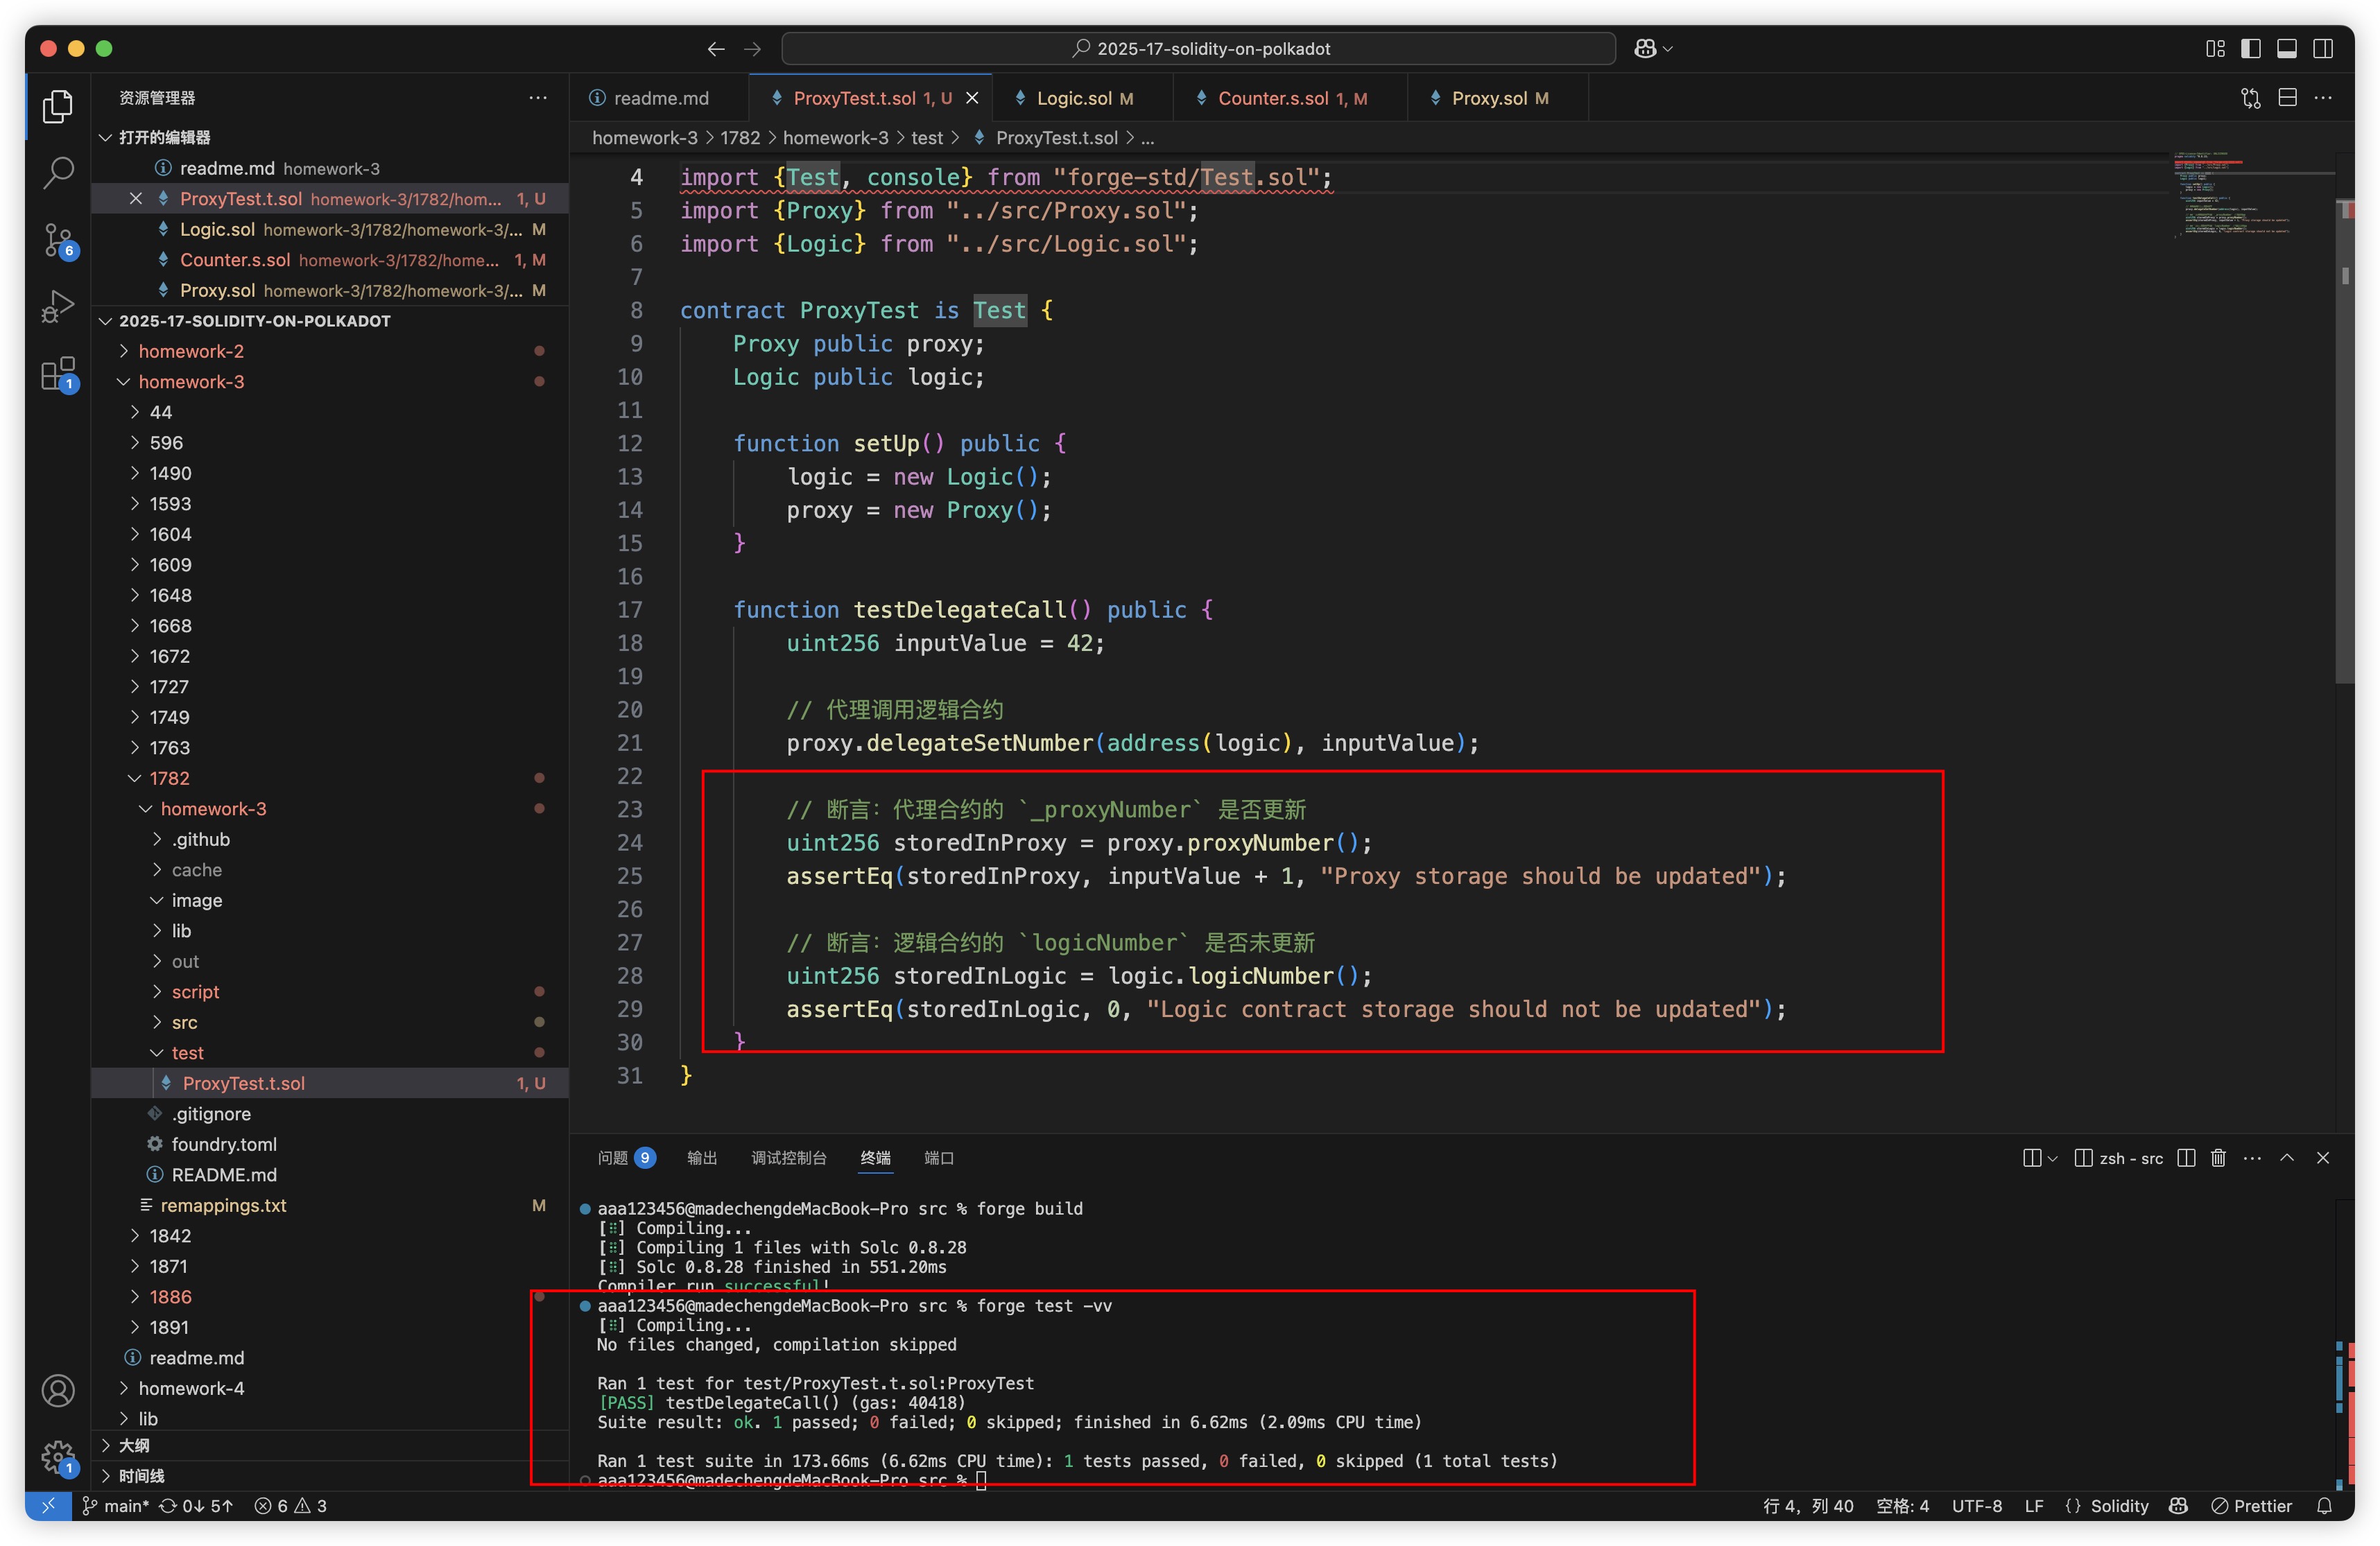 2025-17-solidity-on-polkadot
资源管理器
打开的编辑器
readme.md homework-3
ProxyTest.t.sol homework-3/1782/hom... 1, U
Logic.sol homework-3/1782/homework-3/... M
Counter.s.sol homework-3/1782/home... 1, M
Proxy.sol homework-3/1782/homework-3/... M
2025-17-SOLIDITY-ON-POLKADOT
homework-2
homework-3
44
596
1490
1593
1604
1609
1648
1668
1672
1727
1749
1763
1782
homework-3
.github
cache
image
lib
out
script
src
test
ProxyTest.t.sol 1, U
.gitignore
foundry.toml
README.md
remappings.txt M
1842
1871
1886
1891
readme.md
homework-4
lib
大纲
时间线
6
1
1
readme.md ProxyTest.t.sol 1, U Logic.sol M Counter.s.sol 1, M Proxy.sol M
homework-3 > 1782 > homework-3 > test > ProxyTest.t.sol > ...
4 import {Test, console} from "forge-std/Test.sol";
5 import {Proxy} from "../src/Proxy.sol";
6 import {Logic} from "../src/Logic.sol";
7
8 contract ProxyTest is Test {
9 Proxy public proxy;
10 Logic public logic;
11
12 function setUp() public {
13 logic = new Logic();
14 proxy = new Proxy();
15 }
16
17 function testDelegateCall() public {
18 uint256 inputValue = 42;
19
20 // 代理调用逻辑合约
21 proxy.delegateSetNumber(address(logic), inputValue);
22
23 // 断言：代理合约的 `_proxyNumber` 是否更新
24 uint256 storedInProxy = proxy.proxyNumber();
25 assertEq(storedInProxy, inputValue + 1, "Proxy storage should be updated");
26
27 // 断言：逻辑合约的 `logicNumber` 是否未更新
28 uint256 storedInLogic = logic.logicNumber();
29 assertEq(storedInLogic, 0, "Logic contract storage should not be updated");
30 }
31 }
问题 9 输出 调试控制台 终端 端口 zsh - src
aaa123456@madechengdeMacBook-Pro src % forge build
[⠿] Compiling...
[⠿] Compiling 1 files with Solc 0.8.28
[⠿] Solc 0.8.28 finished in 551.20ms
Compiler run successful!
aaa123456@madechengdeMacBook-Pro src % forge test -vv
[⠿] Compiling...
No files changed, compilation skipped
Ran 1 test for test/ProxyTest.t.sol:ProxyTest
[PASS] testDelegateCall() (gas: 40418)
Suite result: ok. 1 passed; 0 failed; 0 skipped; finished in 6.62ms (2.09ms CPU time)
Ran 1 test suite in 173.66ms (6.62ms CPU time): 1 tests passed, 0 failed, 0 skipped (1 total tests)
aaa123456@madechengdeMacBook-Pro src %
main* 0↓ 5↑ 6 3 行 4，列 40 空格: 4 UTF-8 LF {} Solidity Prettier